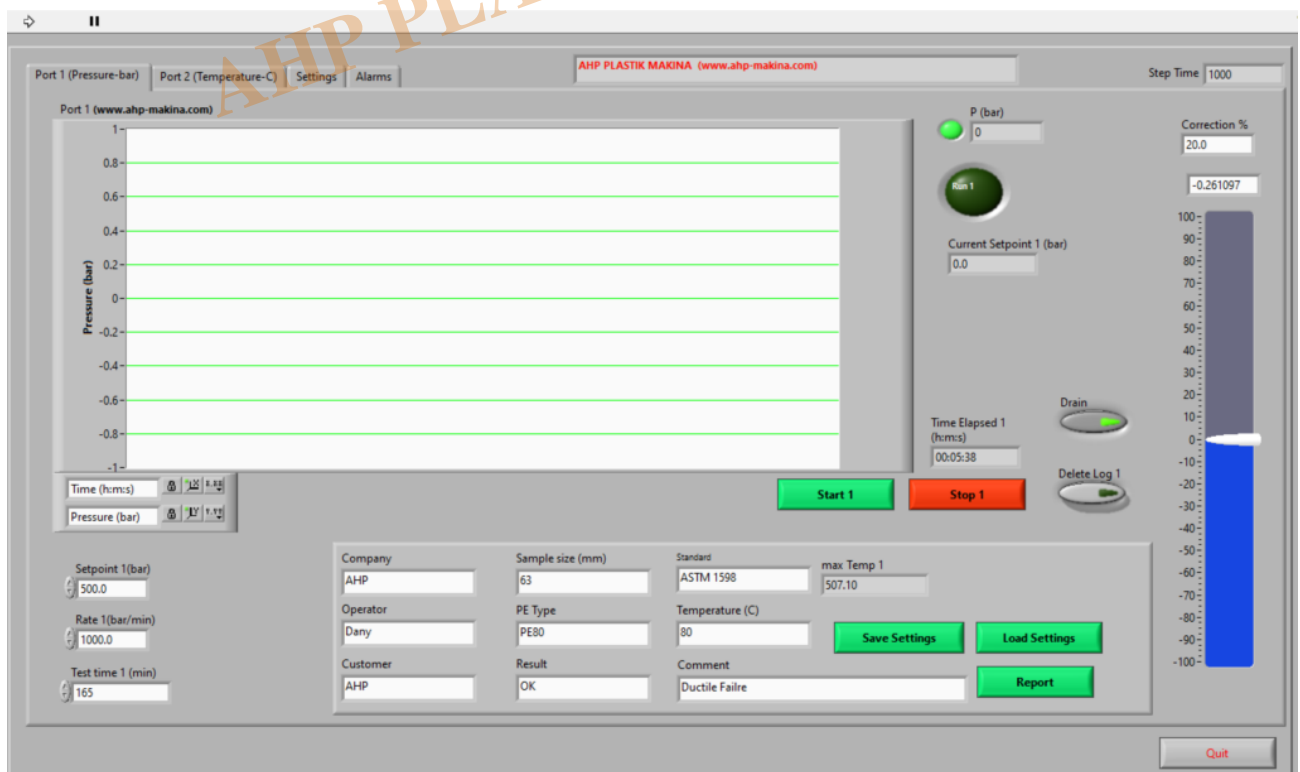 AHP PLA
AHP PLASTIK MAKINA (www.ahp-makina.com)
Step Time 1000
Port 1 (Pressure-bar) Port 2 (Temperature-C) Settings Alarms
Port 1 (www.ahp-makina.com)
P (bar)
0
Correction %
20.0
-0.261097
Run 1
Current Setpoint 1 (bar)
0.0
Pressure (bar)
1
0.8
0.6
0.4
0.2
0
-0.2
-0.4
-0.6
-0.8
-1
100
90
80
70
60
50
40
30
20
10
0
-10
-20
-30
-40
-50
-60
-70
-80
-90
-100
Drain
Time Elapsed 1
(h:m:s)
00:05:38
Delete Log 1
Time (h:m:s)
Pressure (bar)
Start 1
Stop 1
Setpoint 1(bar)
500.0
Rate 1(bar/min)
1000.0
Test time 1 (min)
165
Company
AHP
Sample size (mm)
63
Standard
ASTM 1598
max Temp 1
507.10
Operator
Dany
PE Type
PE80
Temperature (C)
80
Save Settings
Load Settings
Customer
AHP
Result
OK
Comment
Ductile Failre
Report
Quit